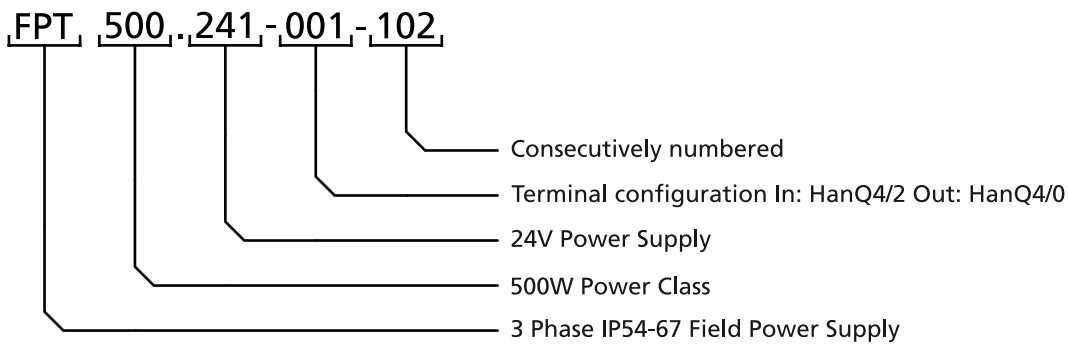 FPT 500.241-001-102
Consecutively numbered
Terminal configuration In: HanQ4/2 Out: HanQ4/0
24V Power Supply
500W Power Class
3 Phase IP54-67 Field Power Supply